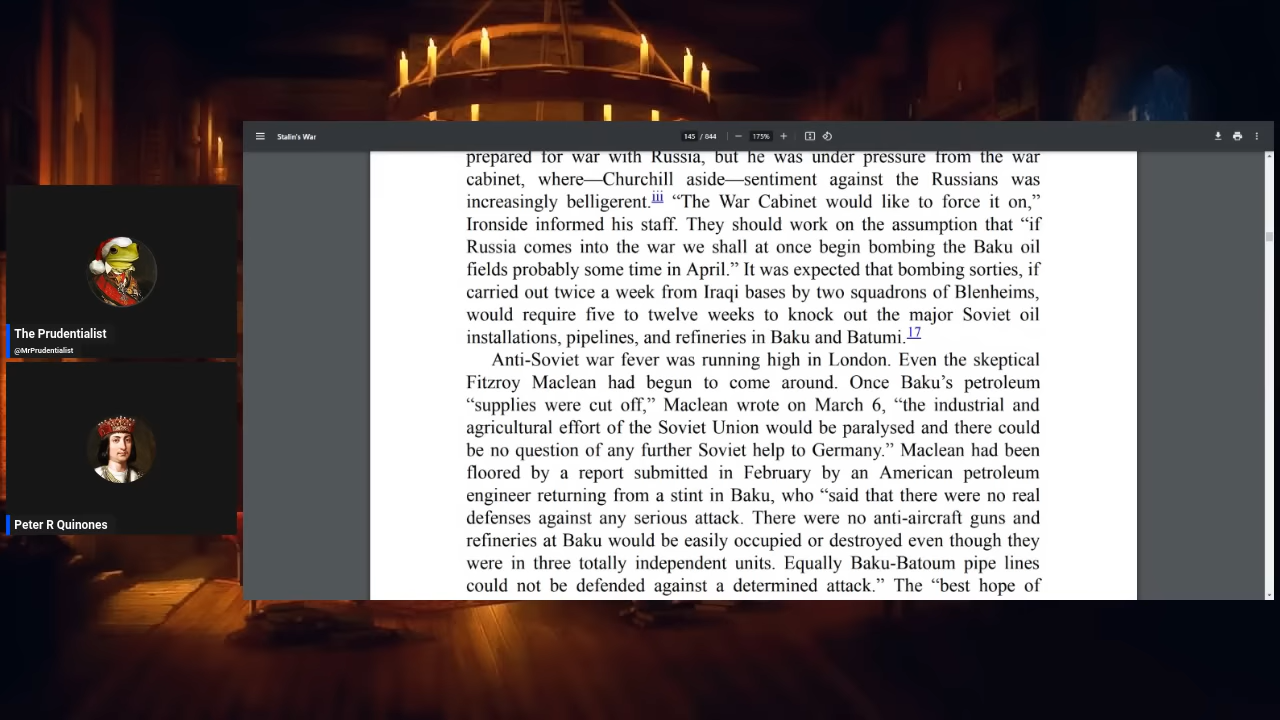 Stalin's War
145 / 844
175%
prepared for war with Russia, but he was under pressure from the war
cabinet, where—Churchill aside—sentiment against the Russians was
increasingly belligerent.iii “The War Cabinet would like to force it on,”
Ironside informed his staff. They should work on the assumption that “if
Russia comes into the war we shall at once begin bombing the Baku oil
fields probably some time in April.” It was expected that bombing sorties, if
carried out twice a week from Iraqi bases by two squadrons of Blenheims,
would require five to twelve weeks to knock out the major Soviet oil
installations, pipelines, and refineries in Baku and Batumi.17
Anti-Soviet war fever was running high in London. Even the skeptical
Fitzroy Maclean had begun to come around. Once Baku’s petroleum
“supplies were cut off,” Maclean wrote on March 6, “the industrial and
agricultural effort of the Soviet Union would be paralysed and there could
be no question of any further Soviet help to Germany.” Maclean had been
floored by a report submitted in February by an American petroleum
engineer returning from a stint in Baku, who “said that there were no real
defenses against any serious attack. There were no anti-aircraft guns and
refineries at Baku would be easily occupied or destroyed even though they
were in three totally independent units. Equally Baku-Batoum pipe lines
could not be defended against a determined attack.” The “best hope of
The Prudentialist
@MrPrudentialist
Peter R Quinones